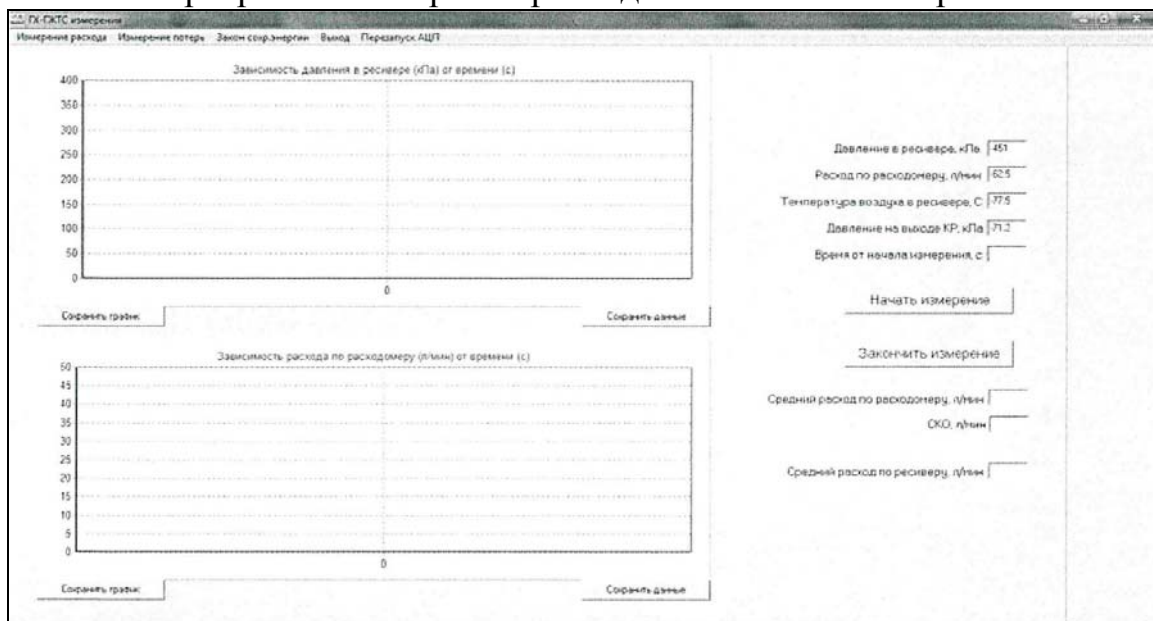 ГХ-ГКТС измерения
Измерение расхода Измерение потерь Закон сохр.энергии Выход Перезапуск АЦП
Зависимость давления в ресивере (кПа) от времени (с)
400
350
300
250
200
150
100
50
0
0
Сохранить график
Сохранить данные
Зависимость расхода по расходомеру (л/мин) от времени (с)
50
45
40
35
30
25
20
15
10
5
0
0
Сохранить график
Сохранить данные
Давление в ресивере, кПа 451
Расход по расходомеру, л/мин 62.5
Температура воздуха в ресивере, С -77.5
Давление на выходе КР, кПа -71.2
Время от начала измерения, с
Начать измерение
Закончить измерение
Средний расход по расходомеру, л/мин
СКО, л/мин
Средний расход по ресиверу, л/мин